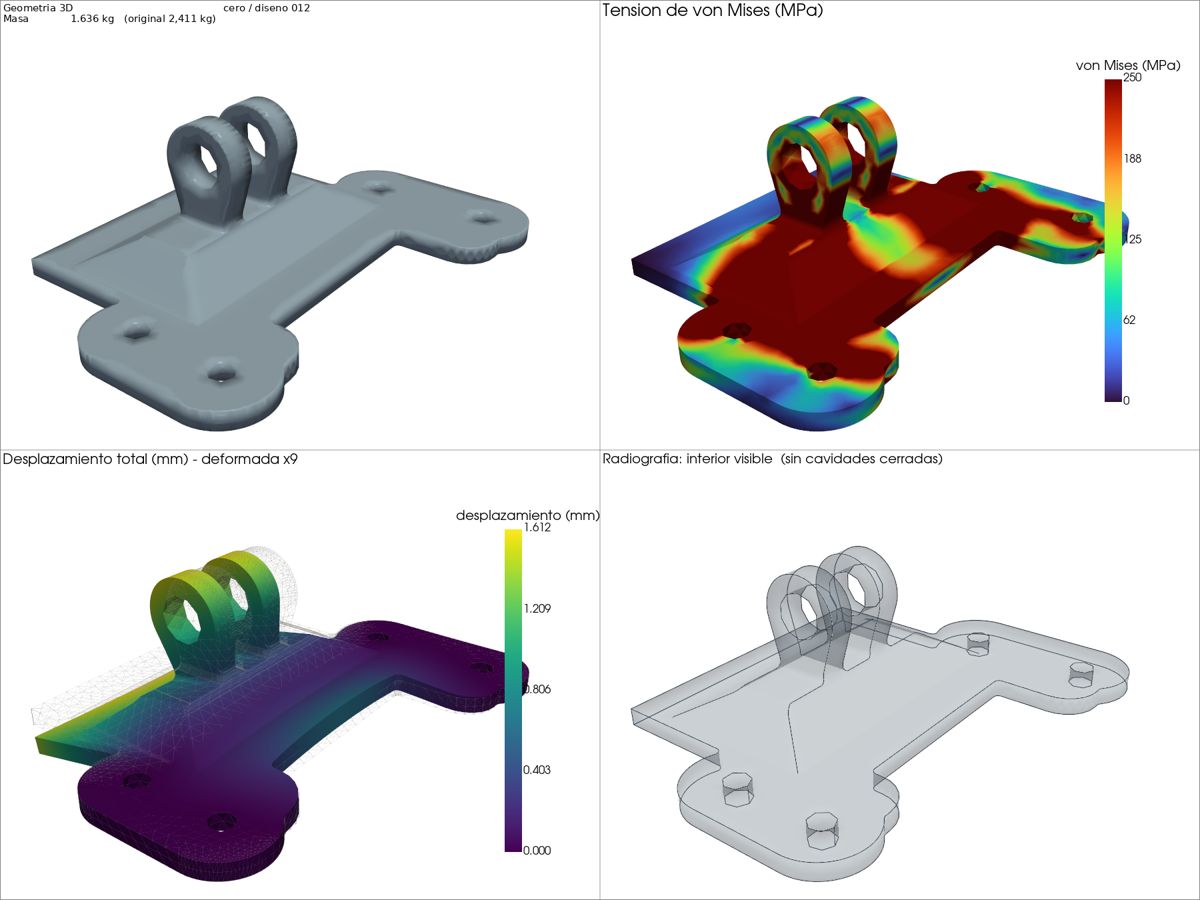 Geometria 3D cero / diseno 012
Masa 1.636 kg (original 2,411 kg)
Tension de von Mises (MPa)
von Mises (MPa)
250
188
125
62
0
Desplazamiento total (mm) - deformada x9
desplazamiento (mm)
1.612
1.209
0.806
0.403
0.000
Radiografia: interior visible (sin cavidades cerradas)